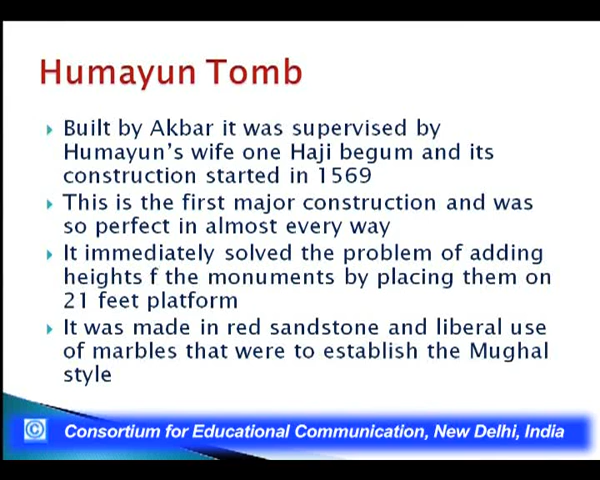 Humayun Tomb
Built by Akbar it was supervised by
Humayun's wife one Haji begum and its
construction started in 1569
This is the first major construction and was
so perfect in almost every way
It immediately solved the problem of adding
heights f the monuments by placing them on
21 feet platform
It was made in red sandstone and liberal use
of marbles that were to establish the Mughal
style
© Consortium for Educational Communication, New Delhi, India